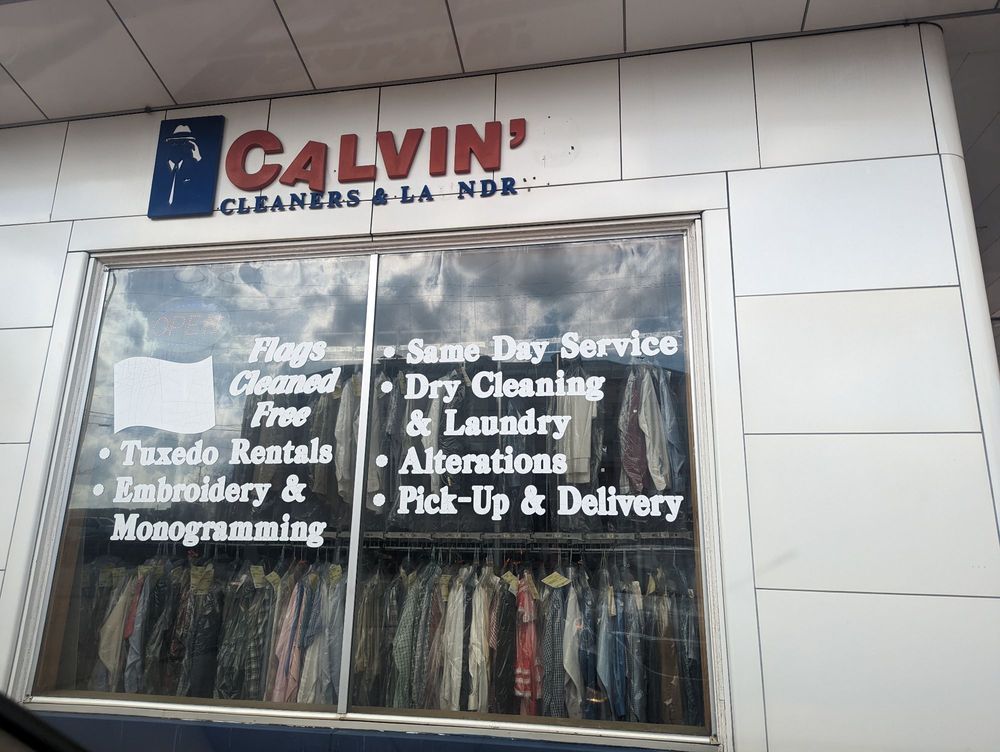 CALVIN'
CLEANERS & LA NDR
OPEN
Flags
Cleaned
Free
• Tuxedo Rentals
• Embroidery &
Monogramming
• Same Day Service
• Dry Cleaning
& Laundry
• Alterations
• Pick-Up & Delivery